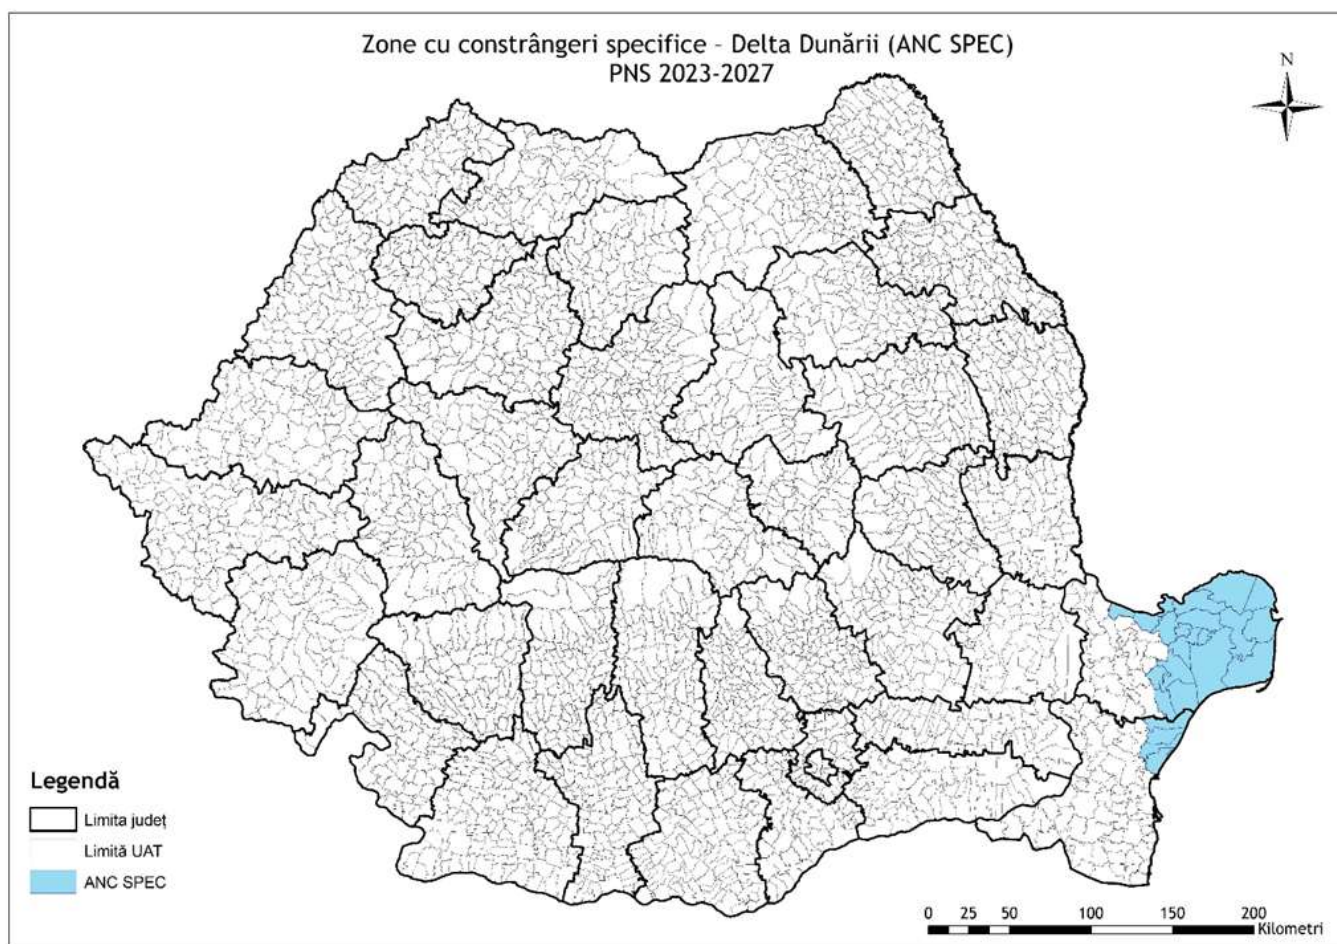 Zone cu constrângeri specifice - Delta Dunării (ANC SPEC)
PNS 2023-2027
N
Legendă
Limita județ
Limită UAT
ANC SPEC
0 25 50 100 150 200
Kilometri